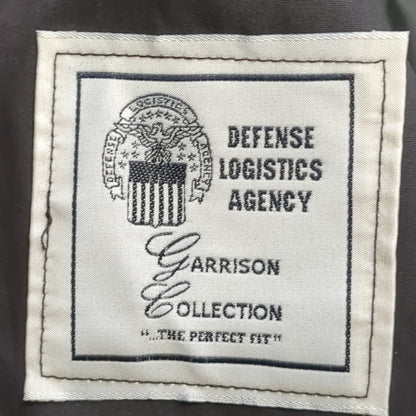 DEFENSE LOGISTICS AGENCY
DEFENSE
LOGISTICS
AGENCY
GARRISON
COLLECTION
"...THE PERFECT FIT"